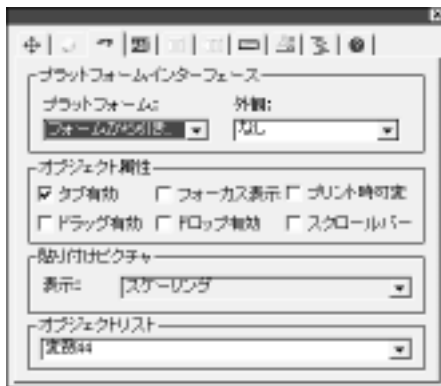 プラットフォームインターフェース
プラットフォーム: 外観:
フォームから引き... なし
オブジェクト属性
タブ有効 フォーカス表示 プリント時可変
ドラッグ有効 ドロップ有効 スクロールバー
貼り付けピクチャ
表示: スケーリング
オブジェクトリスト
変数44